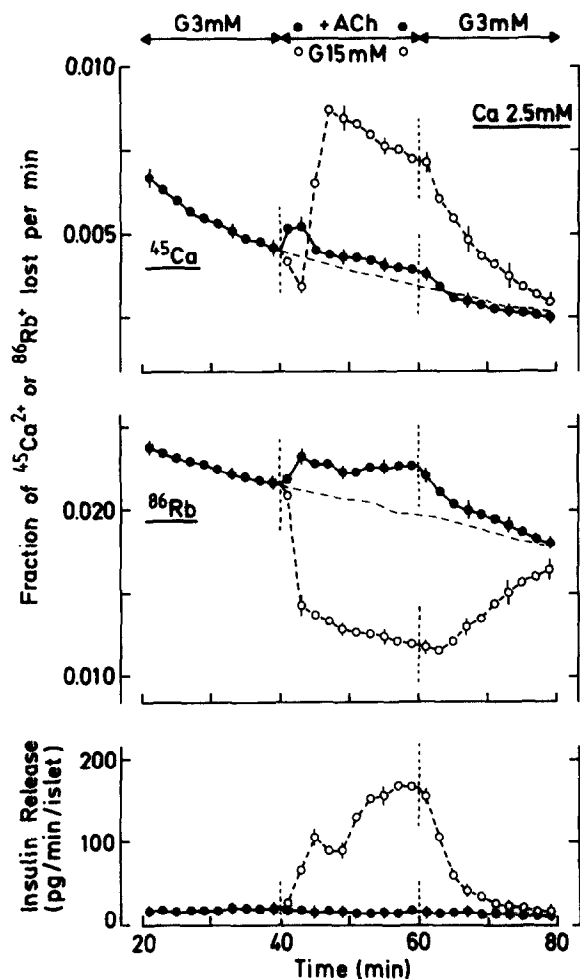 G3mM ● +ACh ● G3mM
○ G15mM ○
0.010
Ca 2.5mM
0.005
45Ca
Fraction of 45Ca2+ or 86Rb+ lost per min
0.020
86Rb
0.010
Insulin Release
(pg/min/islet)
200
100
0
20 40 60 80
Time (min)